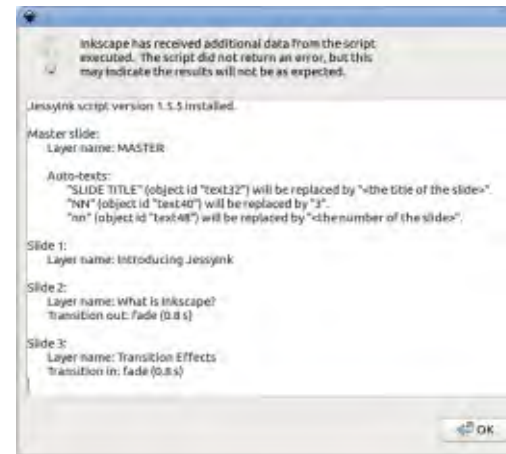 Inkscape has received additional data from the script
executed. The script did not return an error, but this
may indicate the results will not be as expected.
JessyInk script version 1.5.5 installed.
Master slide:
Layer name: MASTER
Auto-texts:
"SLIDE TITLE" (object id "text32") will be replaced by "<the title of the slide>".
"NN" (object id "text40") will be replaced by "3".
"nn" (object id "text48") will be replaced by "<the number of the slide>".
Slide 1:
Layer name: Introducing JessyInk
Slide 2:
Layer name: What is Inkscape?
Transition out: fade (0.8 s)
Slide 3:
Layer name: Transition Effects
Transition in: fade (0.8 s)
OK